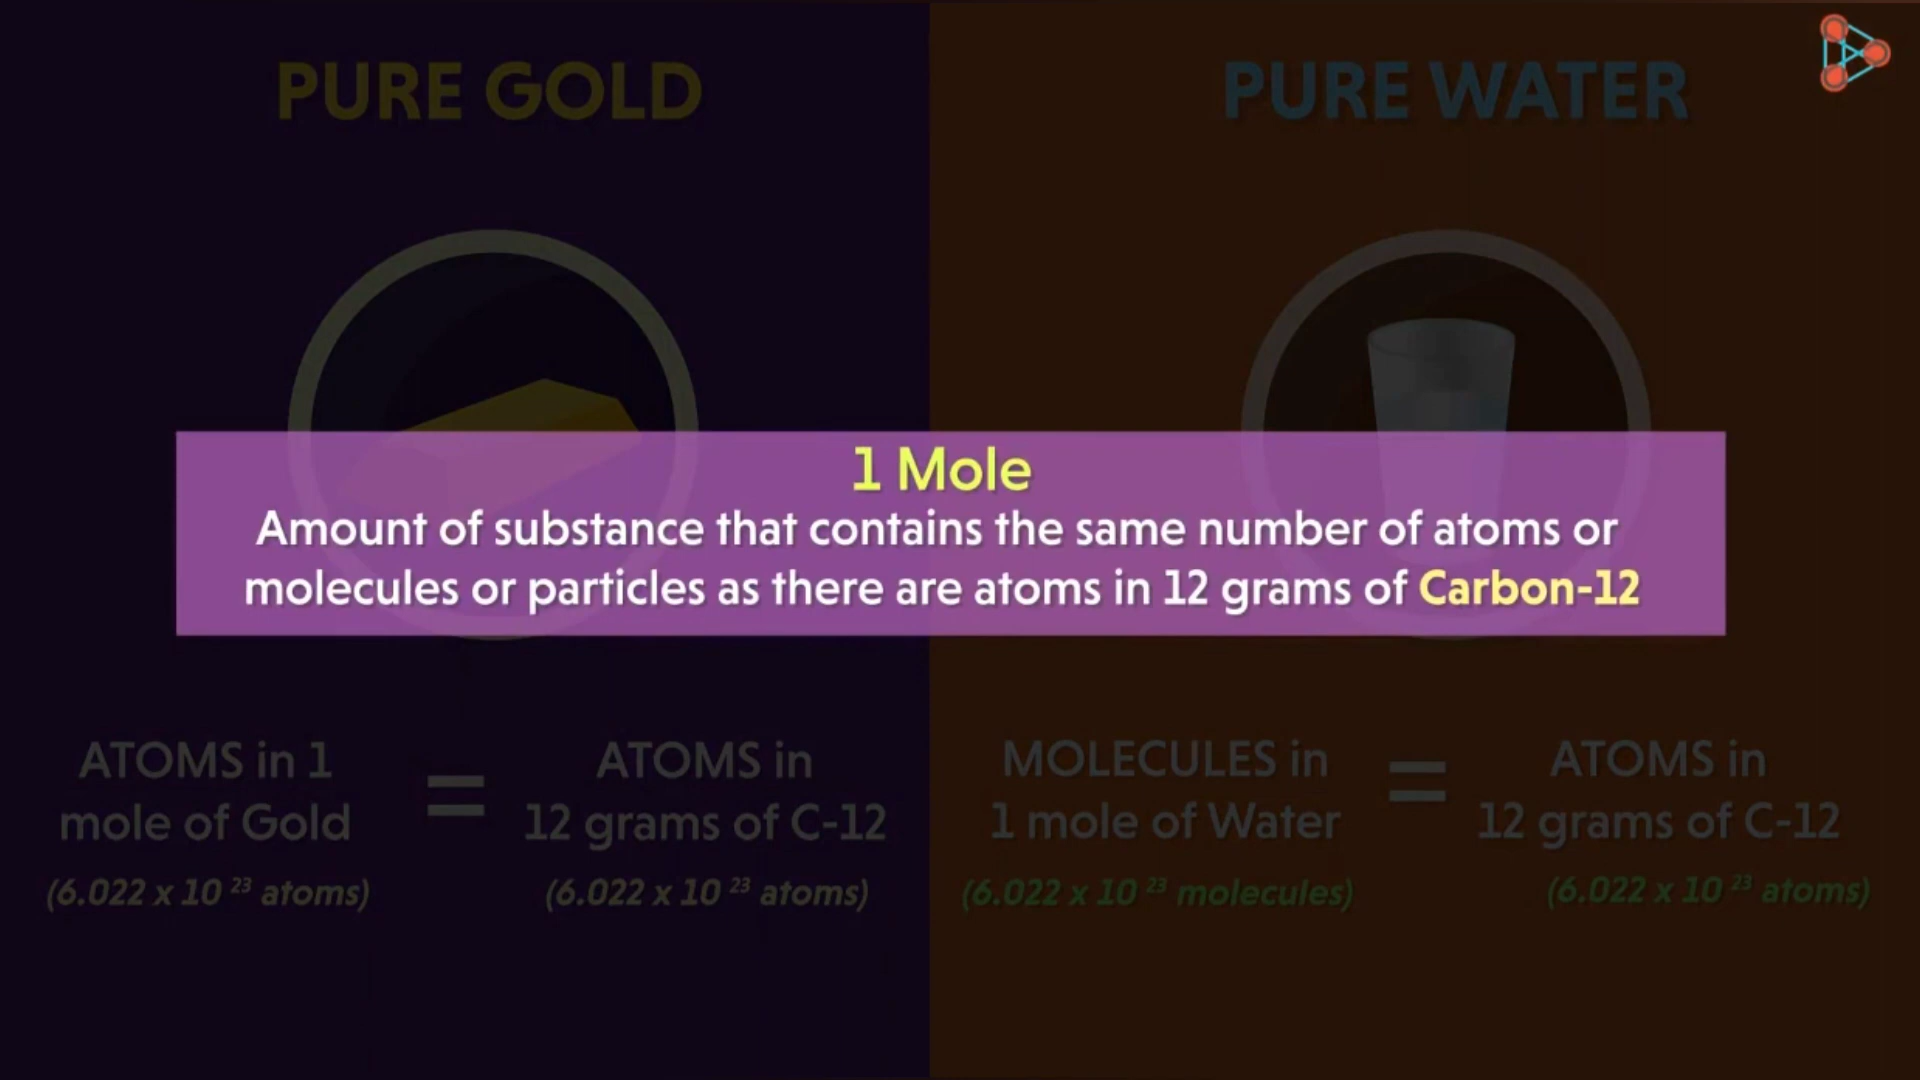 PURE GOLD
PURE WATER
1 Mole
Amount of substance that contains the same number of atoms or
molecules or particles as there are atoms in 12 grams of Carbon-12
ATOMS in 1
mole of Gold
(6.022 x 10 ²³ atoms)
=
ATOMS in
12 grams of C-12
(6.022 x 10 ²³ atoms)
MOLECULES in
1 mole of Water
(6.022 x 10 ²³ molecules)
=
ATOMS in
12 grams of C-12
(6.022 x 10 ²³ atoms)